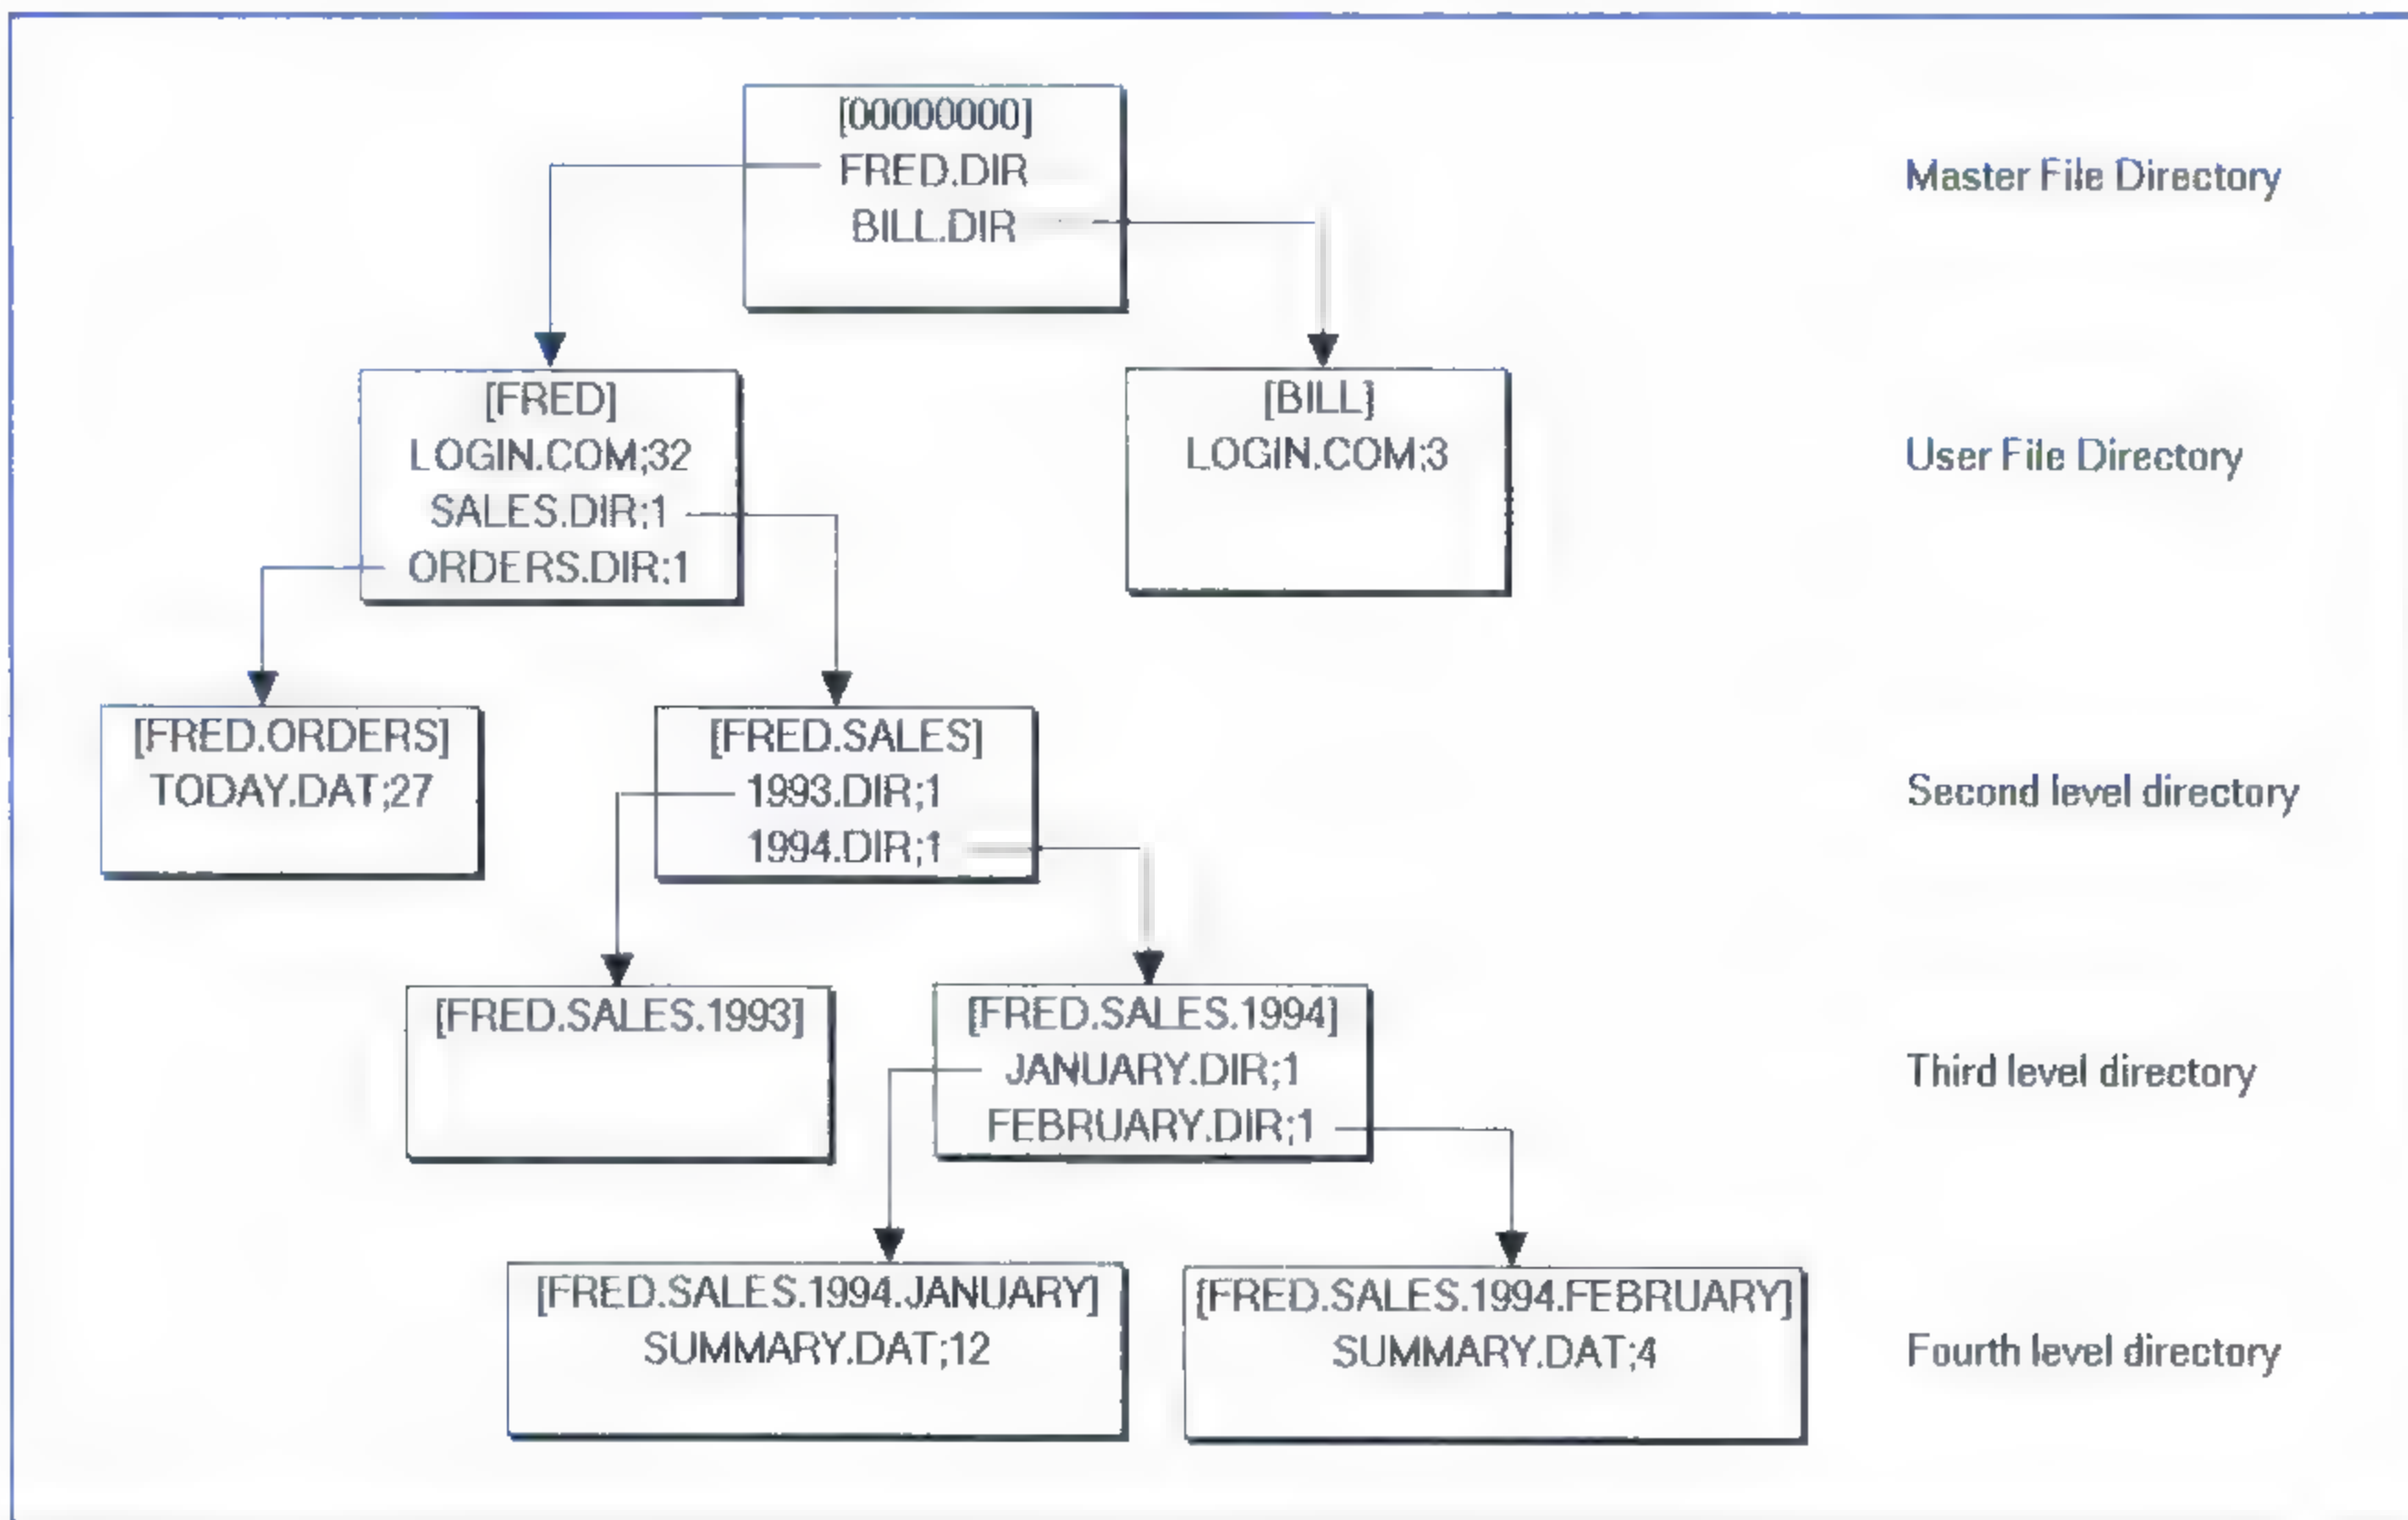 [00000000]
FRED.DIR
BILL.DIR
Master File Directory
[FRED]
LOGIN.COM;32
SALES.DIR;1
ORDERS.DIR;1
[BILL]
LOGIN.COM;3
User File Directory
[FRED.ORDERS]
TODAY.DAT;27
[FRED.SALES]
1993.DIR;1
1994.DIR;1
Second level directory
[FRED.SALES.1993]
[FRED.SALES.1994]
JANUARY.DIR;1
FEBRUARY.DIR;1
Third level directory
[FRED.SALES.1994.JANUARY]
SUMMARY.DAT;12
[FRED.SALES.1994.FEBRUARY]
SUMMARY.DAT;4
Fourth level directory